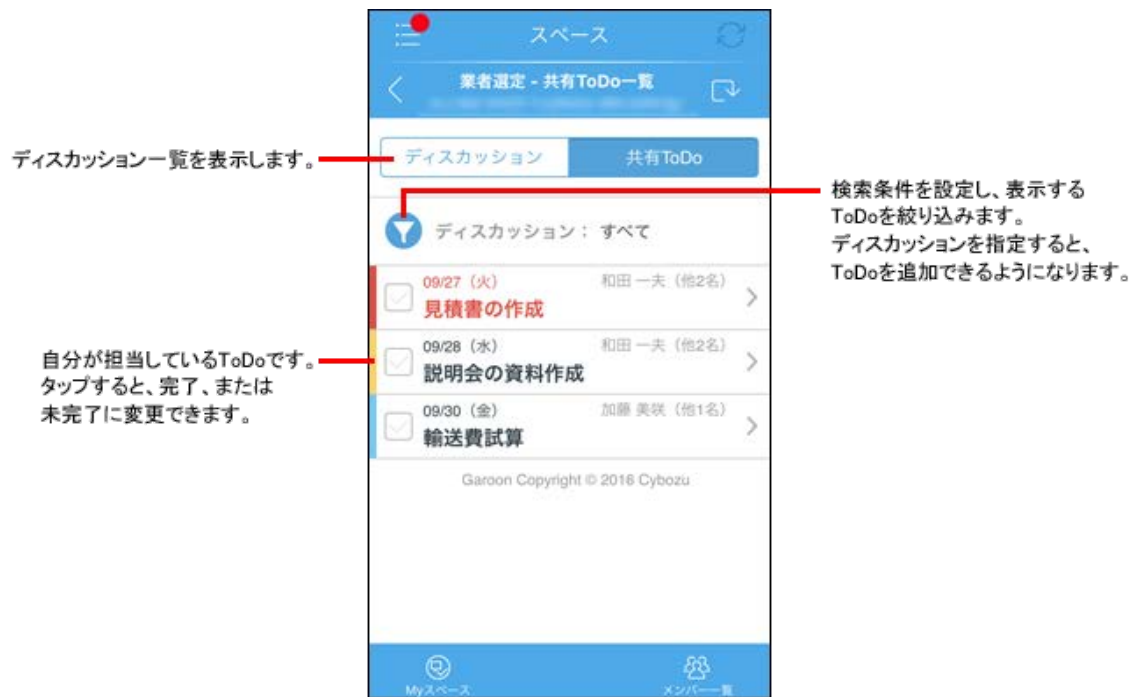 スペース
業者選定 - 共有ToDo一覧
ディスカッション一覧を表示します。
ディスカッション
共有ToDo
検索条件を設定し、表示する
ToDoを絞り込みます。
ディスカッションを指定すると、
ToDoを追加できるようになります。
ディスカッション： すべて
09/27（火）
和田 一夫（他2名）
見積書の作成
自分が担当しているToDoです。
タップすると、完了、または
未完了に変更できます。
09/28（水）
和田 一夫（他2名）
説明会の資料作成
09/30（金）
加藤 美咲（他1名）
輸送費試算
Garoon Copyright © 2016 Cybozu
Myスペース
メンバー一覧